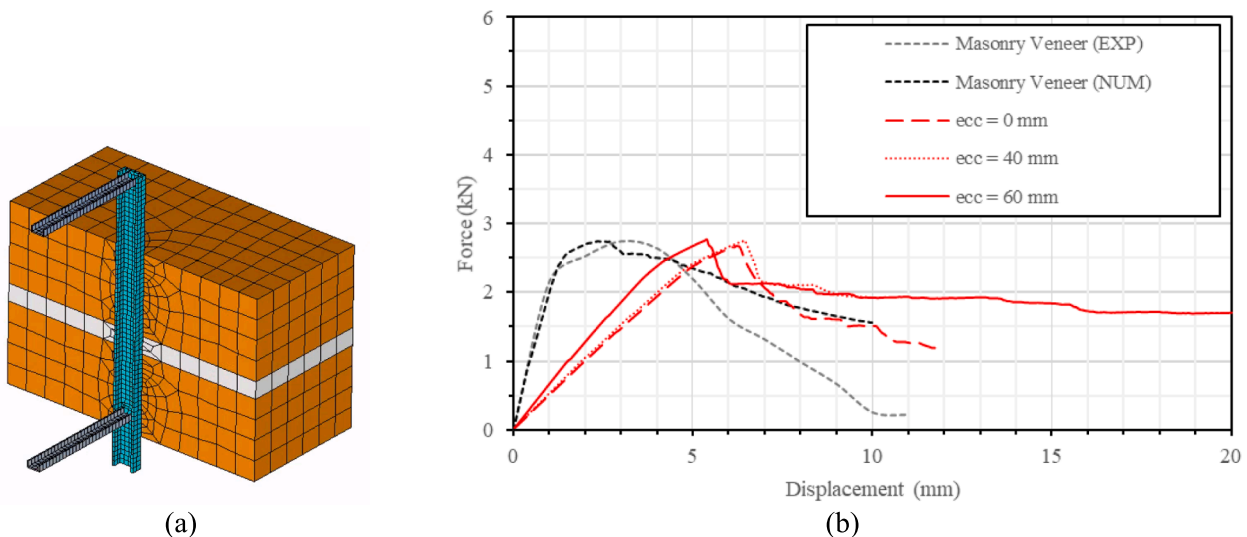 6
5
4
3
2
1
0
Force (kN)
Masonry Veneer (EXP)
Masonry Veneer (NUM)
ecc = 0 mm
ecc = 40 mm
ecc = 60 mm
0 5 10 15 20
Displacement (mm)
(a) (b)